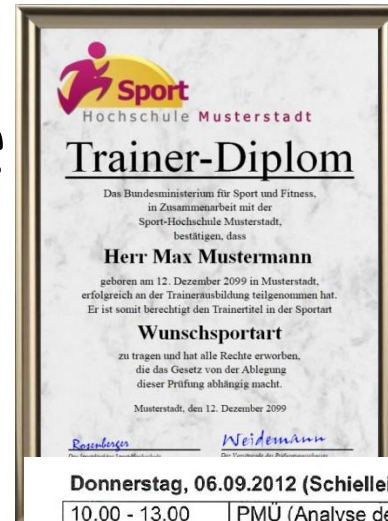 Sport
Hochschule Musterstadt
Trainer-Diplom
Das Bundesministerium für Sport und Fitness,
in Zusammenarbeit mit der
Sport-Hochschule Musterstadt,
bestätigen, dass
Herr Max Mustermann
geboren am 12. Dezember 2099 in Musterstadt,
erfolgreich an der Trainerausbildung teilgenommen hat.
Er ist somit berechtigt den Trainertitel in der Sportart
Wunschsportart
zu tragen und hat alle Rechte erworben,
die das Gesetz von der Ablegung
dieser Prüfung abhängig macht.
Musterstadt, den 12. Dezember 2099
Rosenberger Weidemann
Donnerstag, 06.09.2012
10.00 - 13.00 PMÜ (Analyse